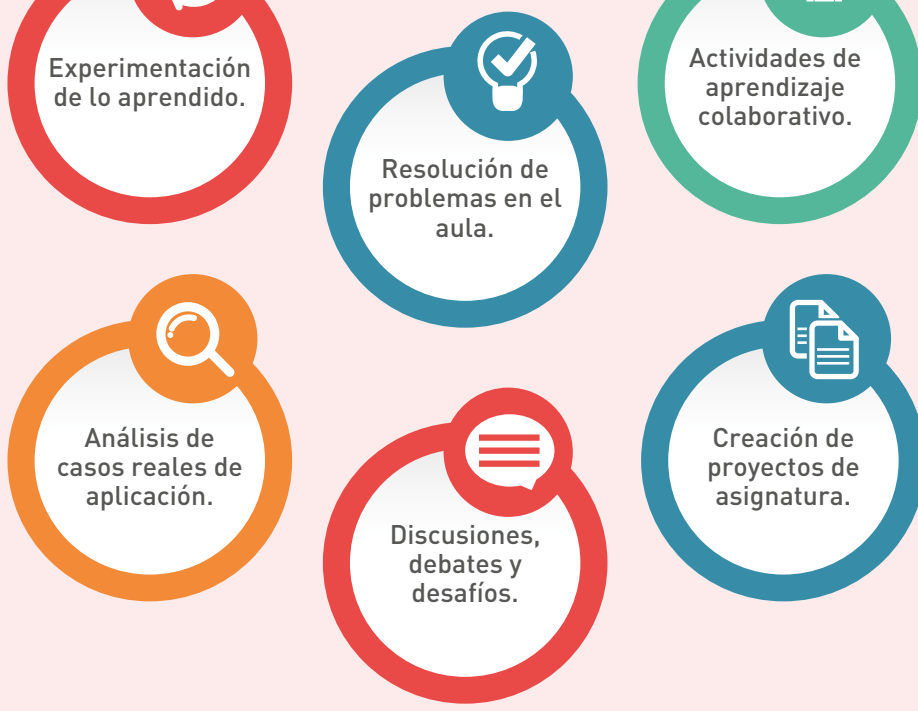 Experimentación
de lo aprendido.
Resolución de
problemas en el
aula.
Actividades de
aprendizaje
colaborativo.
Análisis de
casos reales de
aplicación.
Discusiones,
debates y
desafíos.
Creación de
proyectos de
asignatura.